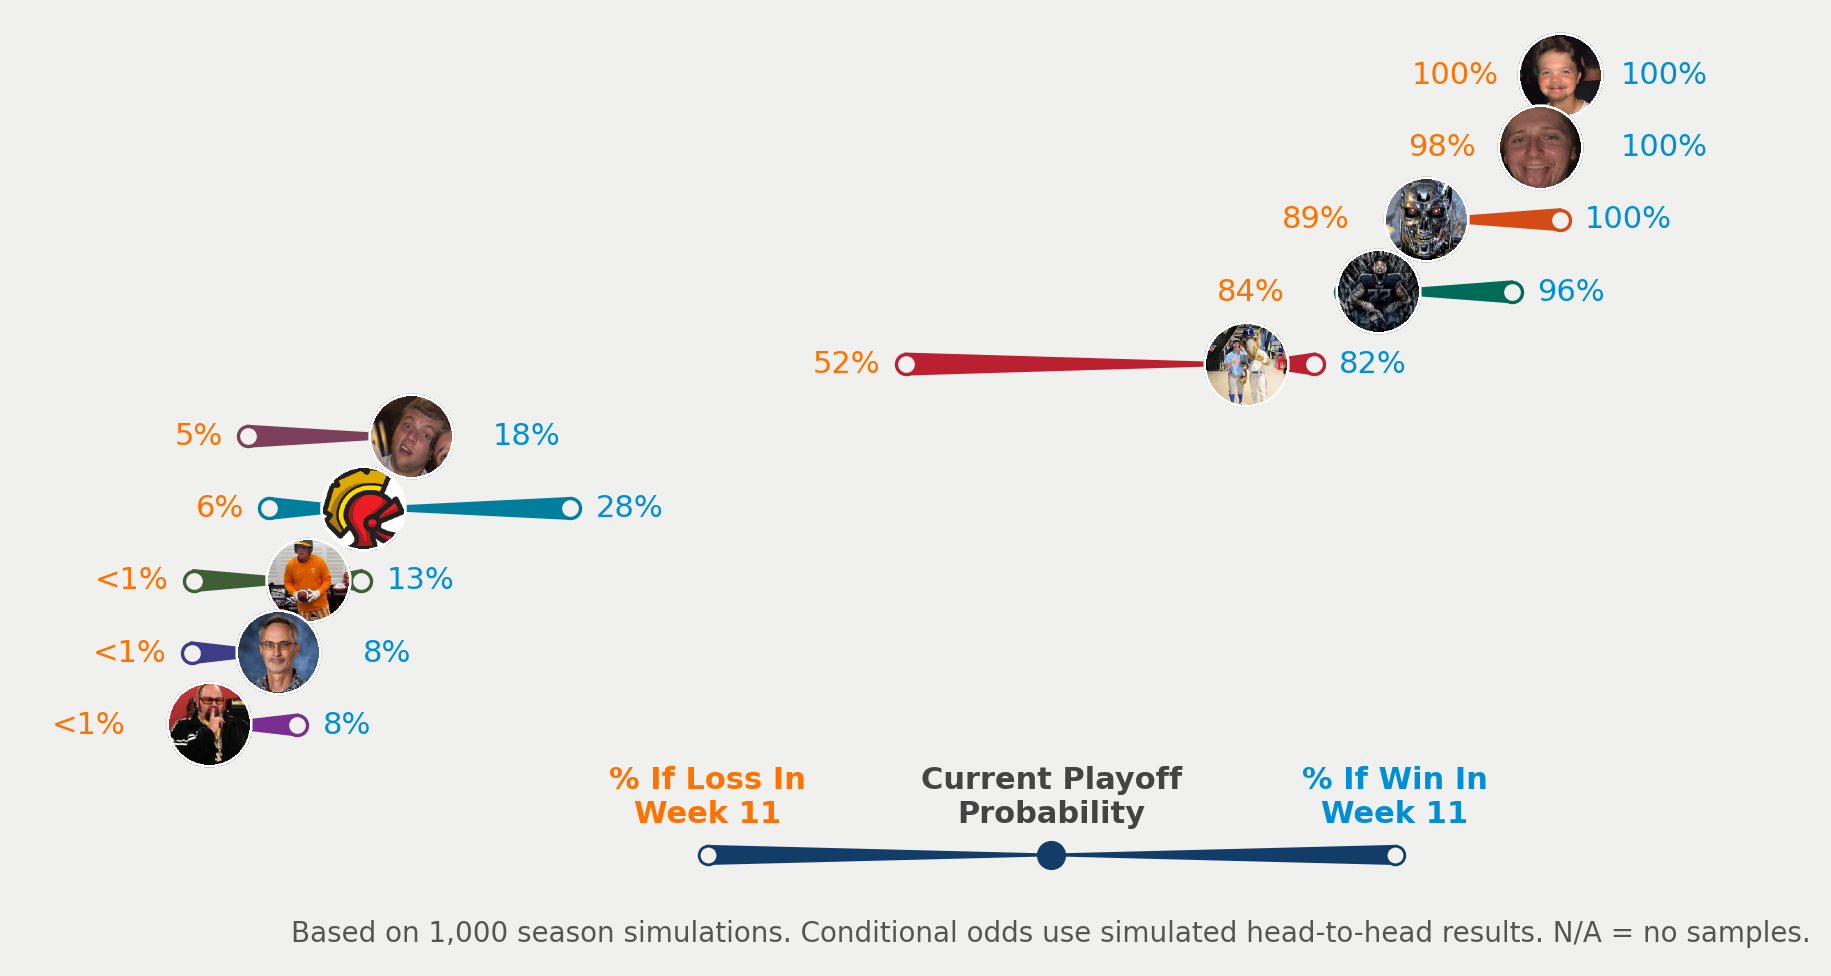 100% 100%
98% 100%
89% 100%
84% 96%
52% 82%
5% 18%
6% 28%
<1% 13%
<1% 8%
<1% 8%
% If Loss In
Week 11
Current Playoff
Probability
% If Win In
Week 11
Based on 1,000 season simulations. Conditional odds use simulated head-to-head results. N/A = no samples.